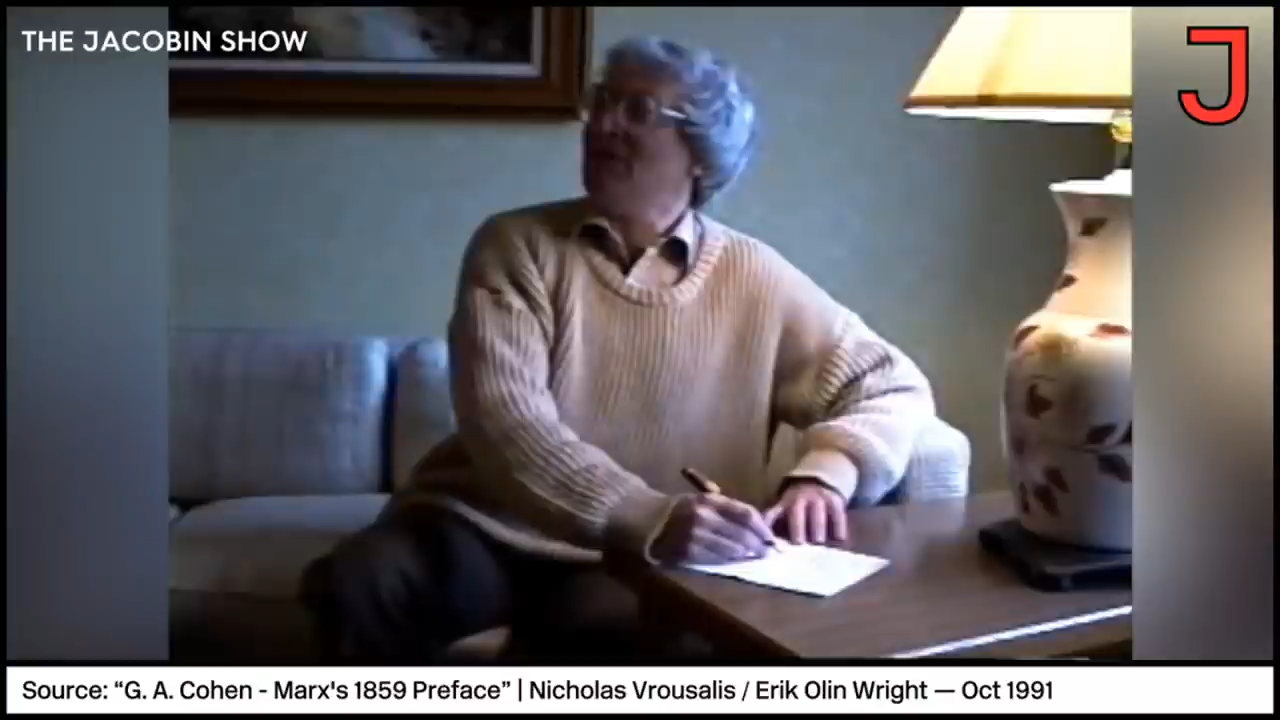 THE JACOBIN SHOW
J
Source: “G. A. Cohen - Marx's 1859 Preface” | Nicholas Vrousalis / Erik Olin Wright — Oct 1991